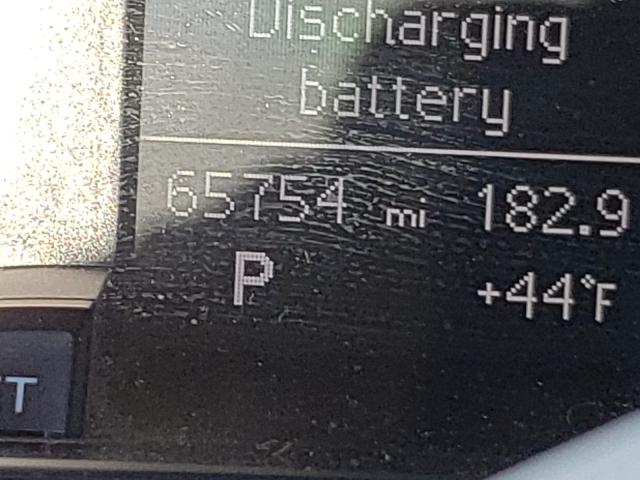 Discharging
battery
65754 mi 182.9
P +44°F